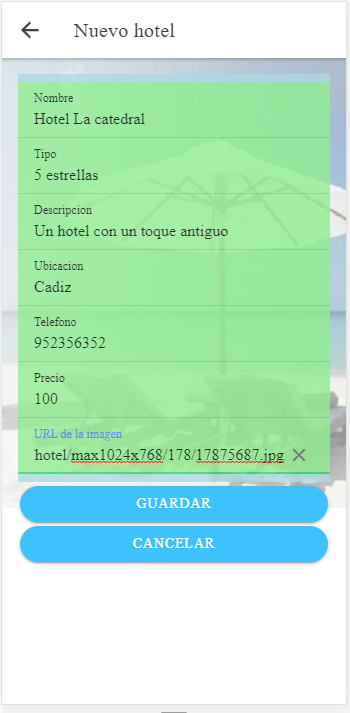 Nuevo hotel
Nombre
Hotel La catedral
Tipo
5 estrellas
Descripcion
Un hotel con un toque antiguo
Ubicacion
Cadiz
Telefono
952356352
Precio
100
URL de la imagen
hotel/max1024x768/178/17875687.jpg
GUARDAR
CANCELAR